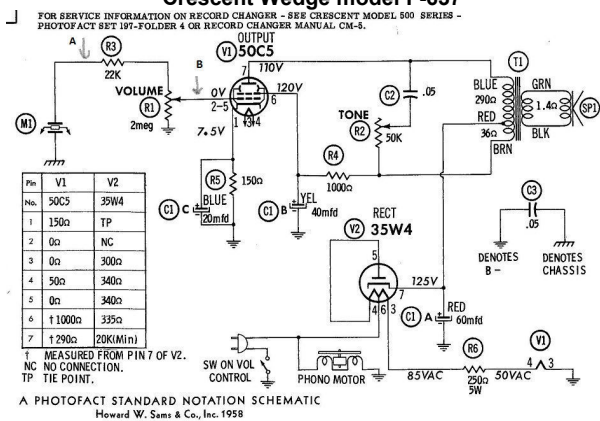 Crescent Wedge model P-637
FOR SERVICE INFORMATION ON RECORD CHANGER - SEE CRESCENT MODEL 500 SERIES -
PHOTOFACT SET 197-FOLDER 4 OR RECORD CHANGER MANUAL CM-5.
A
R3
22K
B
VOLUME
R1
2meg
M1
OUTPUT
V1 50C5
7 110V
0V
2-5
120V
6
1 3 4
7.5V
R5
150Ω
C1 C
BLUE
20mfd
C1 B
YEL
40mfd
R4
1000Ω
C2 .05
TONE
R2
50K
T1
BLUE
290Ω
RED
36Ω
BRN
GRN
1.4Ω
BLK
SP1
C3
.05
DENOTES
B -
DENOTES
CHASSIS
RECT
V2 35W4
5
7
125V
4 6 3
C1 A
RED
60mfd
SW ON VOL
CONTROL
PHONO MOTOR
85VAC
R6
250Ω
5W
50VAC
V1
4 3
Pin No. V1 V2
50C5 35W4
1 150Ω TP
2 0Ω NC
3 0Ω 300Ω
4 50Ω 340Ω
5 0Ω 340Ω
6 †1000Ω 335Ω
7 †290Ω 20K(Min)
† MEASURED FROM PIN 7 OF V2.
NC NO CONNECTION.
TP TIE POINT.
A PHOTOFACT STANDARD NOTATION SCHEMATIC
Howard W. Sams & Co., Inc. 1958